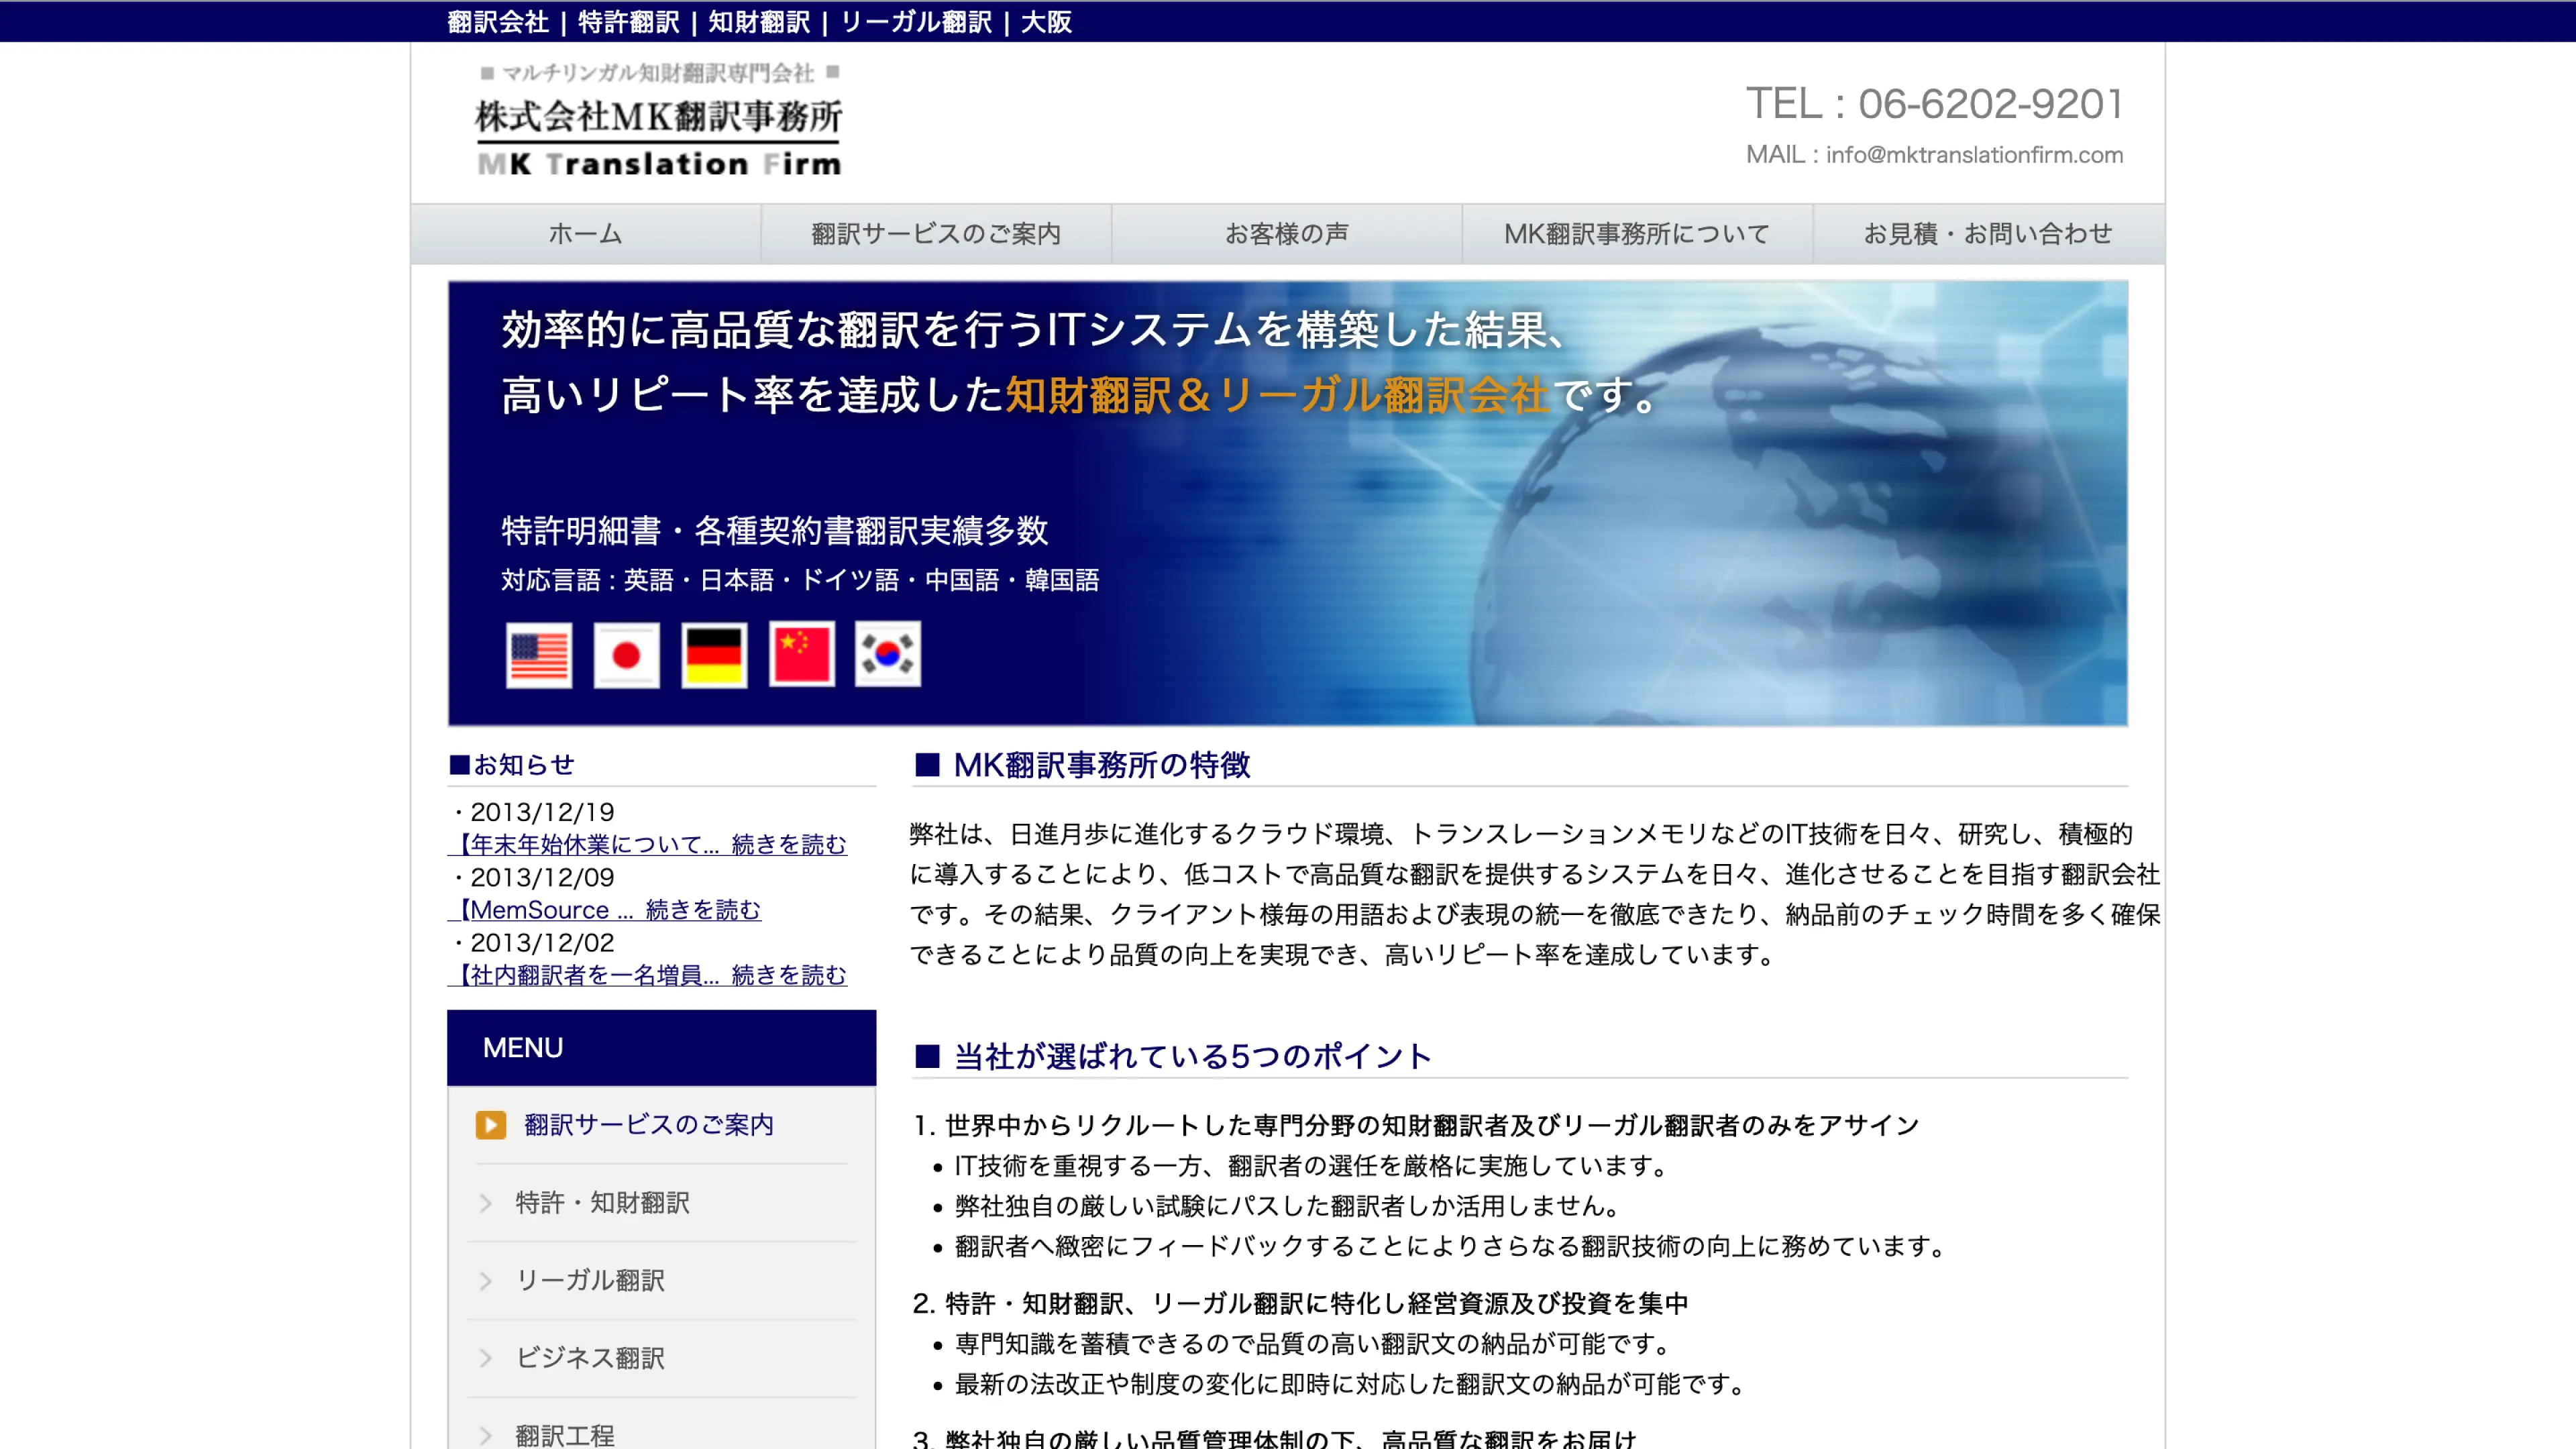 翻訳会社 | 特許翻訳 | 知財翻訳 | リーガル翻訳 | 大阪
■ マルチリンガル知財翻訳専門会社 ■
株式会社MK翻訳事務所
MK Translation Firm
TEL : 06-6202-9201
MAIL : info@mktranslationfirm.com
ホーム
翻訳サービスのご案内
お客様の声
MK翻訳事務所について
お見積・お問い合わせ
効率的に高品質な翻訳を行うITシステムを構築した結果、
高いリピート率を達成した知財翻訳＆リーガル翻訳会社です。
特許明細書・各種契約書翻訳実績多数
対応言語 : 英語・日本語・ドイツ語・中国語・韓国語
■お知らせ
・2013/12/19
【年末年始休業について... 続きを読む
・2013/12/09
【MemSource ... 続きを読む
・2013/12/02
【社内翻訳者を一名増員... 続きを読む
MENU
翻訳サービスのご案内
特許・知財翻訳
リーガル翻訳
ビジネス翻訳
翻訳工程
■ MK翻訳事務所の特徴
弊社は、日進月歩に進化するクラウド環境、トランスレーションメモリなどのIT技術を日々、研究し、積極的
に導入することにより、低コストで高品質な翻訳を提供するシステムを日々、進化させることを目指す翻訳会社
です。その結果、クライアント様毎の用語および表現の統一を徹底できたり、納品前のチェック時間を多く確保
できることにより品質の向上を実現でき、高いリピート率を達成しています。
■ 当社が選ばれている5つのポイント
1. 世界中からリクルートした専門分野の知財翻訳者及びリーガル翻訳者のみをアサイン
• IT技術を重視する一方、翻訳者の選任を厳格に実施しています。
• 弊社独自の厳しい試験にパスした翻訳者しか活用しません。
• 翻訳者へ緻密にフィードバックすることによりさらなる翻訳技術の向上に務めています。
2. 特許・知財翻訳、リーガル翻訳に特化し経営資源及び投資を集中
• 専門知識を蓄積できるので品質の高い翻訳文の納品が可能です。
• 最新の法改正や制度の変化に即時に対応した翻訳文の納品が可能です。
3. 弊社独自の厳しい品質管理体制の下、高品質な翻訳をお届け